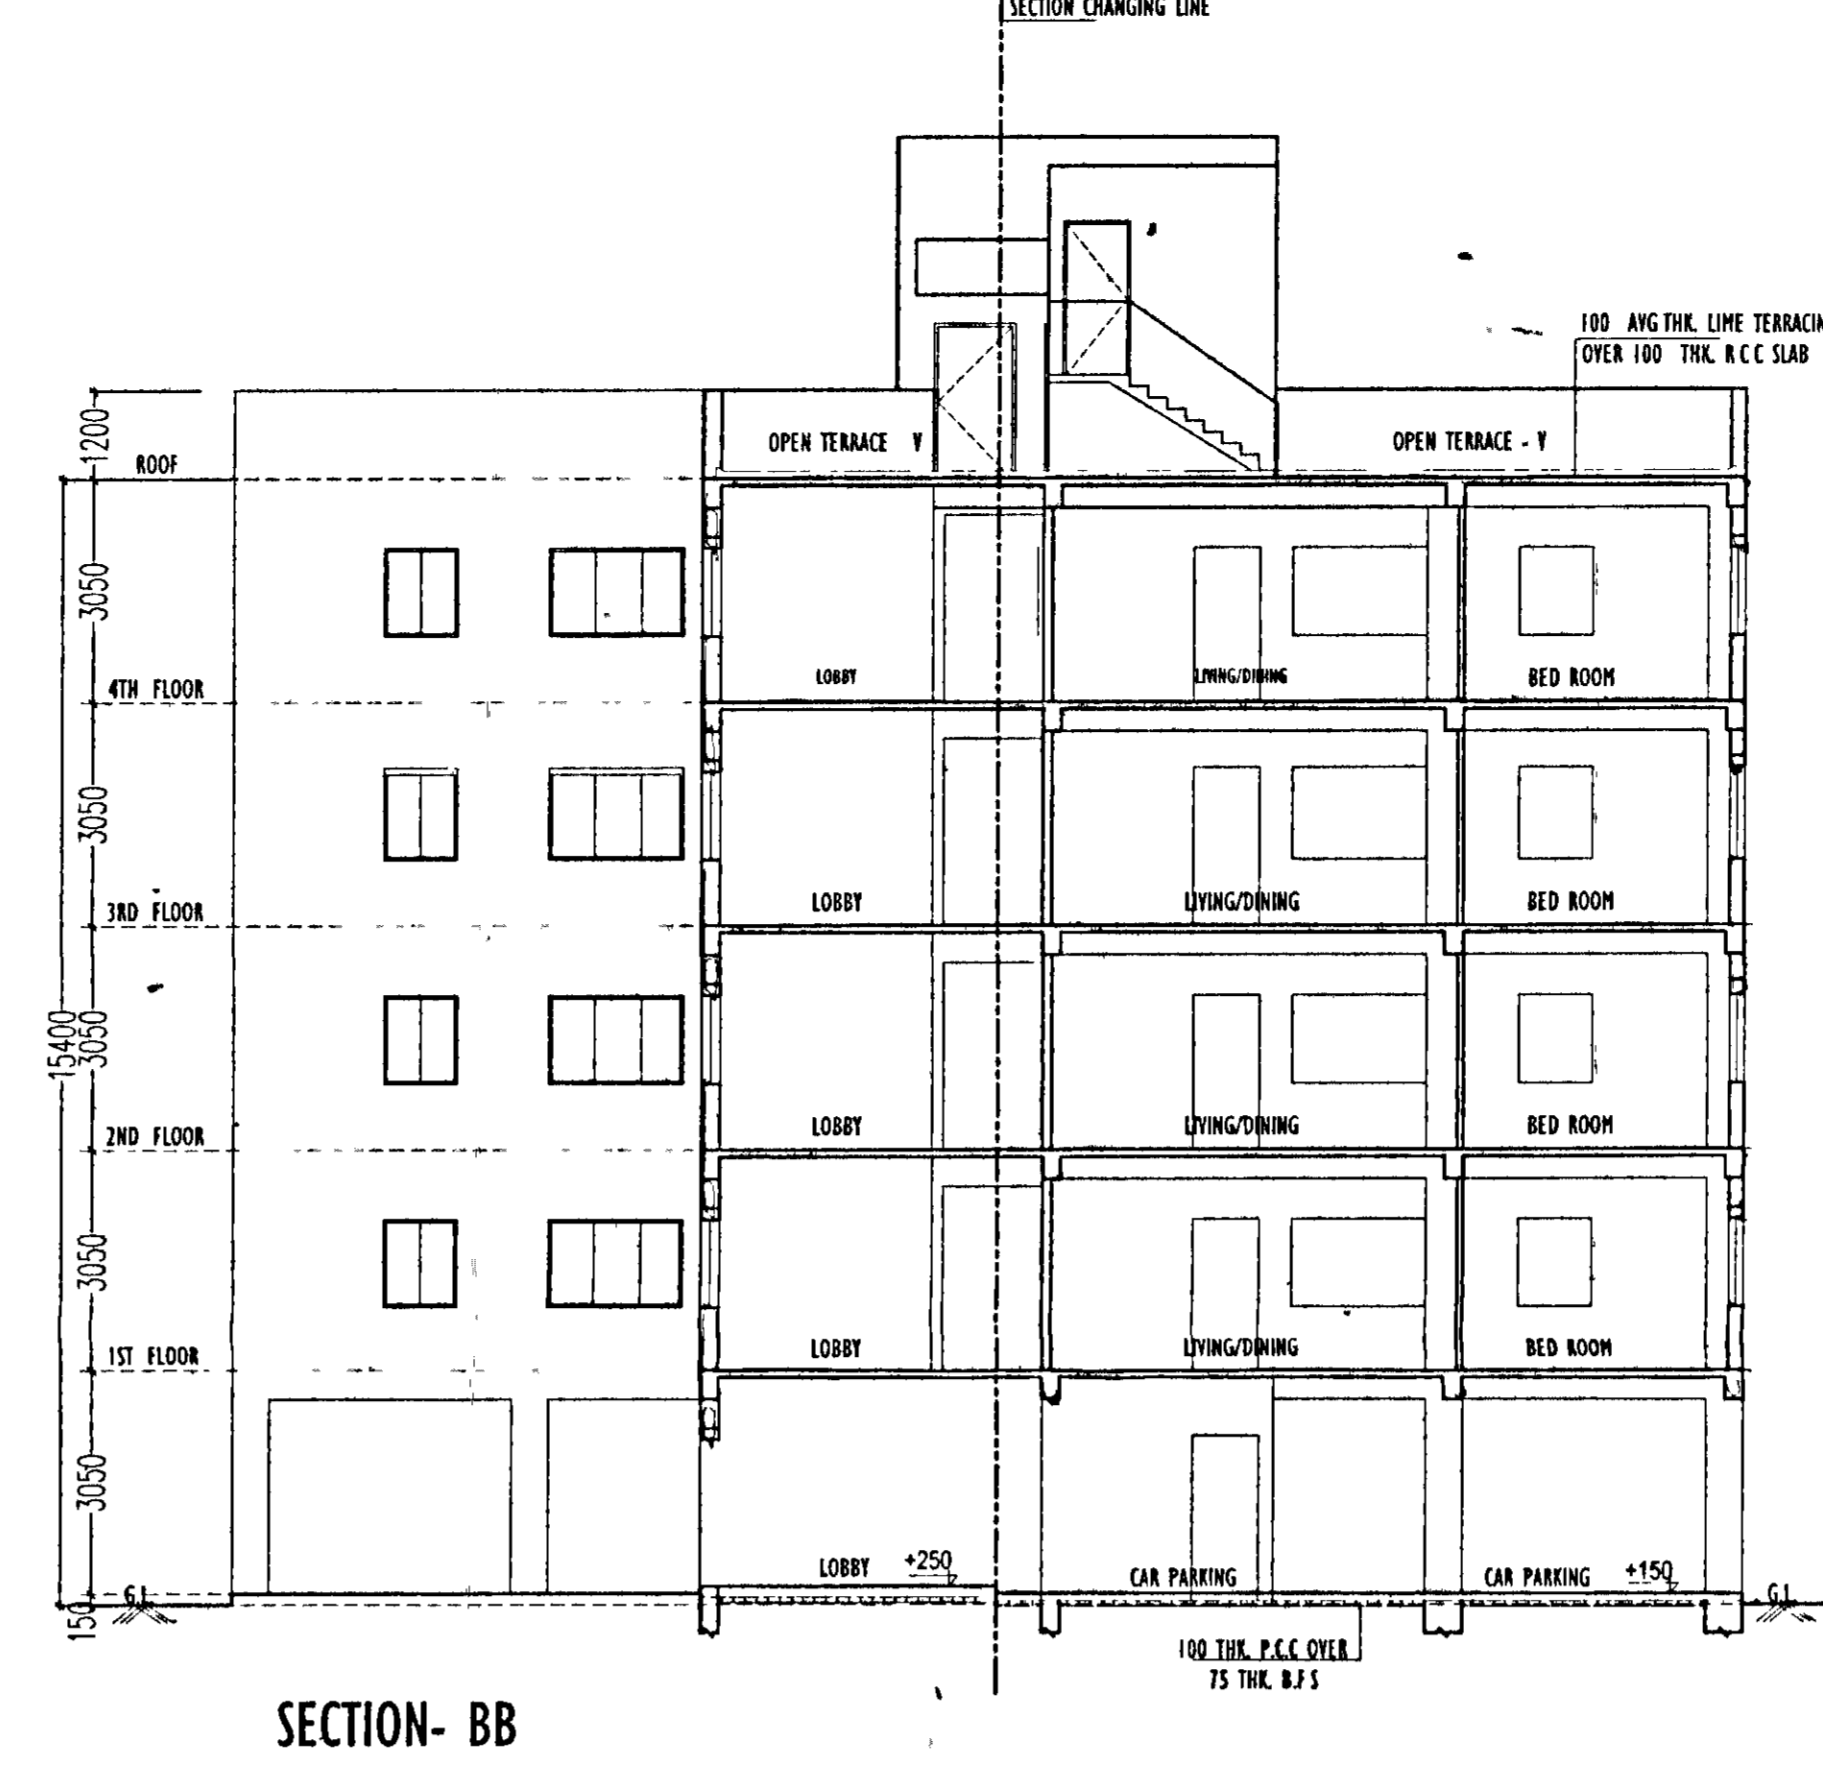 SECTION CHANGING LINE
100 AVG THK. LIME TERRACIN
OVER 100 THK. R C C SLAB
1200
ROOF
OPEN TERRACE V
OPEN TERRACE - V
3050
LOBBY
LIVING/DINING
BED ROOM
4TH FLOOR
3050
LOBBY
LIVING/DINING
BED ROOM
3RD FLOOR
15400
3050
LOBBY
LIVING/DINING
BED ROOM
2ND FLOOR
3050
LOBBY
LIVING/DINING
BED ROOM
1ST FLOOR
3050
LOBBY +250
CAR PARKING
CAR PARKING +150
G.L
G.L
150
100 THK. P.C.C OVER
75 THK. B.F S
SECTION- BB